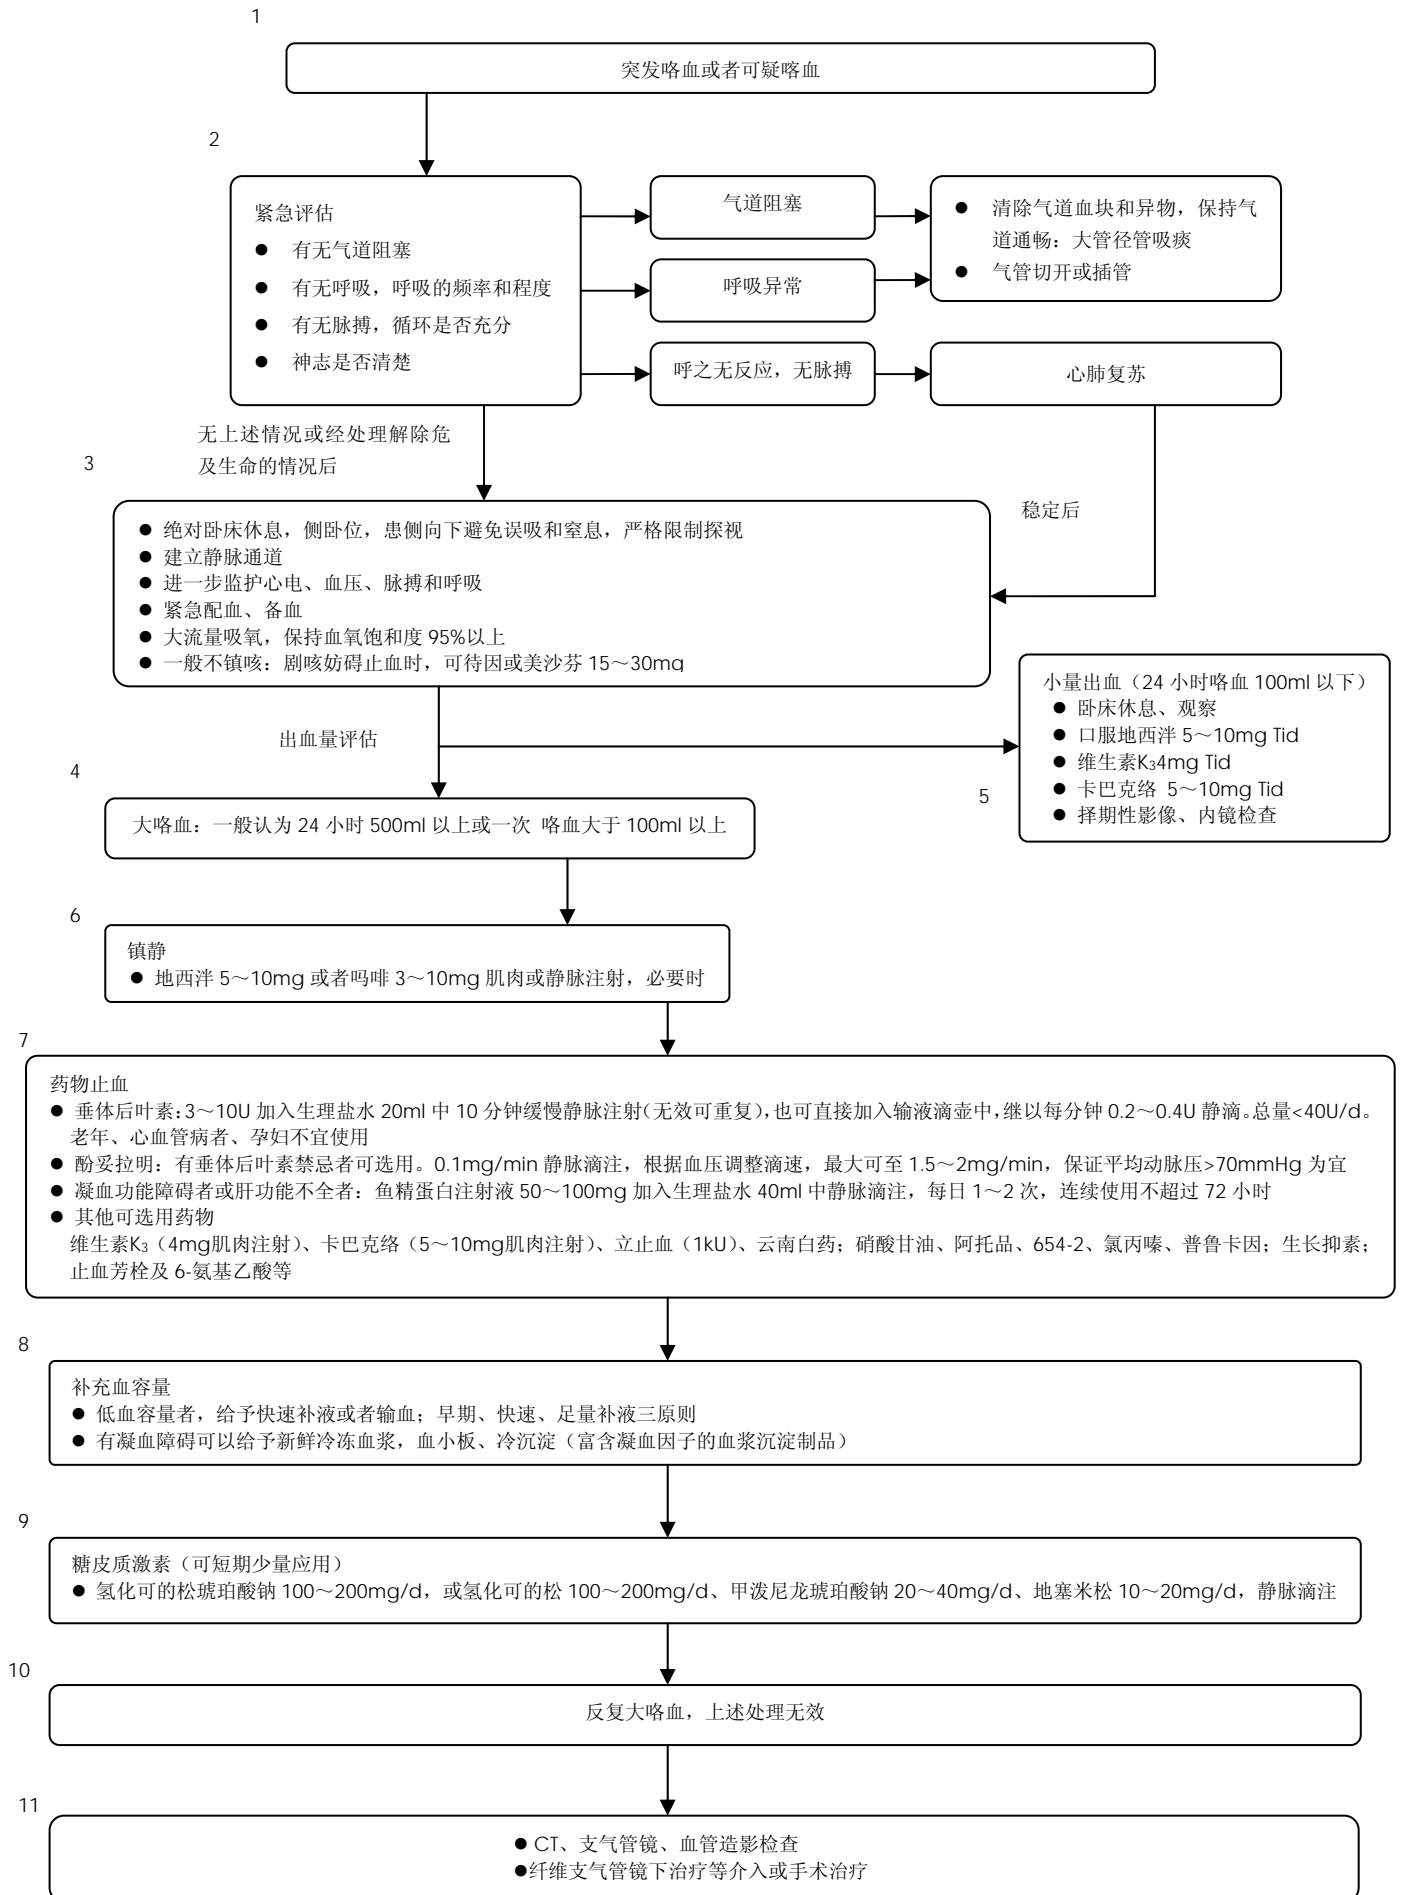 1
突发咯血或者可疑喀血
2
紧急评估
● 有无气道阻塞
● 有无呼吸，呼吸的频率和程度
● 有无脉搏，循环是否充分
● 神志是否清楚
气道阻塞
呼吸异常
呼之无反应，无脉搏
● 清除气道血块和异物，保持气
道通畅：大管径管吸痰
● 气管切开或插管
心肺复苏
无上述情况或经处理解除危
及生命的情况后
稳定后
3
● 绝对卧床休息，侧卧位，患侧向下避免误吸和窒息，严格限制探视
● 建立静脉通道
● 进一步监护心电、血压、脉搏和呼吸
● 紧急配血、备血
● 大流量吸氧，保持血氧饱和度 95%以上
● 一般不镇咳：剧咳妨碍止血时，可待因或美沙芬 15～30mg
出血量评估
4
大咯血：一般认为 24 小时 500ml 以上或一次 咯血大于 100ml 以上
5
小量出血（24 小时咯血 100ml 以下）
● 卧床休息、观察
● 口服地西泮 5～10mg Tid
● 维生素K₃4mg Tid
● 卡巴克络 5～10mg Tid
● 择期性影像、内镜检查
6
镇静
● 地西泮 5～10mg 或者吗啡 3～10mg 肌肉或静脉注射，必要时
7
药物止血
● 垂体后叶素：3～10U 加入生理盐水 20ml 中 10 分钟缓慢静脉注射（无效可重复），也可直接加入输液滴壶中，继以每分钟 0.2～0.4U 静滴。总量<40U/d。
老年、心血管病者、孕妇不宜使用
● 酚妥拉明：有垂体后叶素禁忌者可选用。0.1mg/min 静脉滴注，根据血压调整滴速，最大可至 1.5～2mg/min，保证平均动脉压>70mmHg 为宜
● 凝血功能障碍者或肝功能不全者：鱼精蛋白注射液 50～100mg 加入生理盐水 40ml 中静脉滴注，每日 1～2 次，连续使用不超过 72 小时
● 其他可选用药物
维生素K₃（4mg肌肉注射）、卡巴克络（5～10mg肌肉注射）、立止血（1kU）、云南白药；硝酸甘油、阿托品、654-2、氯丙嗪、普鲁卡因；生长抑素；
止血芳栓及 6-氨基乙酸等
8
补充血容量
● 低血容量者，给予快速补液或者输血；早期、快速、足量补液三原则
● 有凝血障碍可以给予新鲜冷冻血浆，血小板、冷沉淀（富含凝血因子的血浆沉淀制品）
9
糖皮质激素（可短期少量应用）
● 氢化可的松琥珀酸钠 100～200mg/d，或氢化可的松 100～200mg/d、甲泼尼龙琥珀酸钠 20～40mg/d、地塞米松 10～20mg/d，静脉滴注
10
反复大咯血，上述处理无效
11
● CT、支气管镜、血管造影检查
●纤维支气管镜下治疗等介入或手术治疗